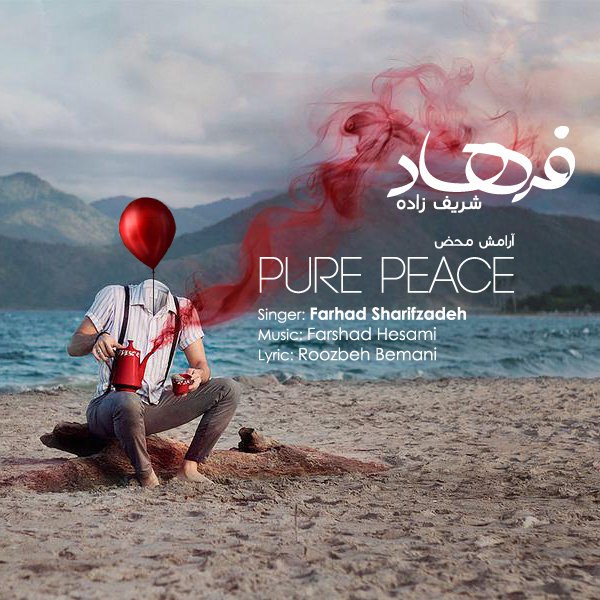 فرهاد
شریف زاده
آرامش محض
PURE PEACE
Singer: Farhad Sharifzadeh
Music: Farshad Hesami
Lyric: Roozbeh Bemani